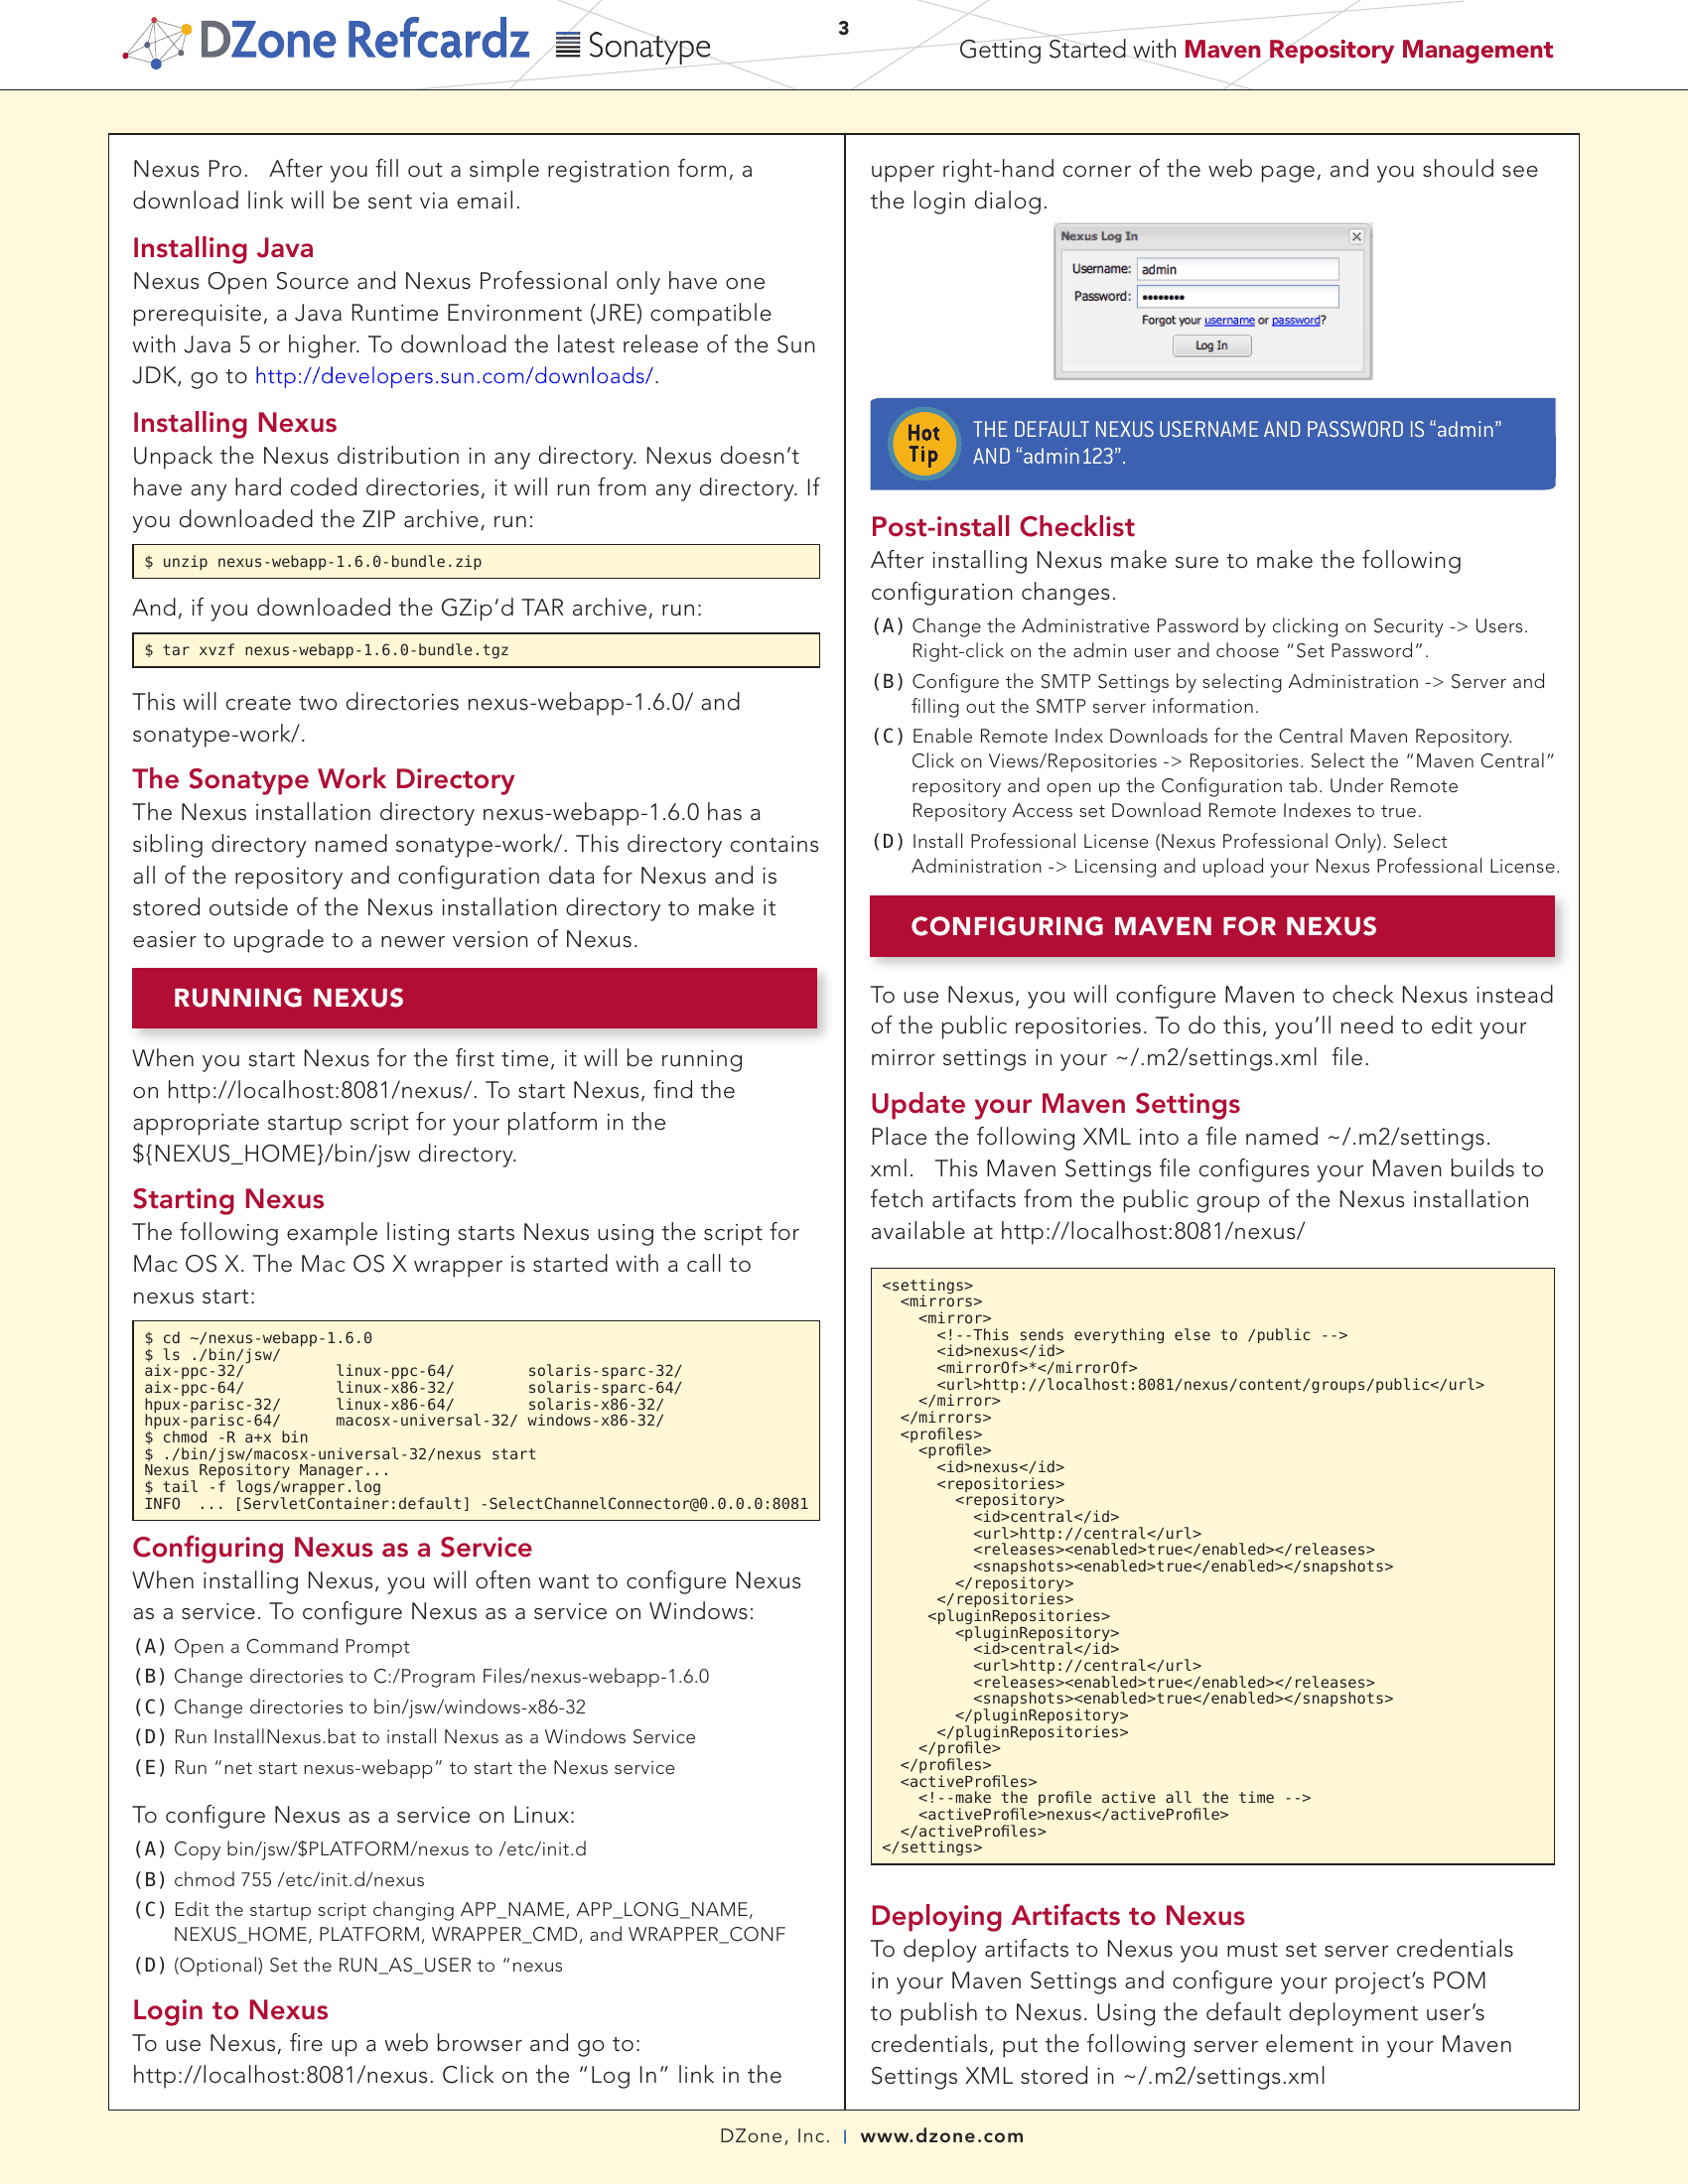 DZone Refcardz
Sonatype
3
Getting Started with Maven Repository Management
Nexus Pro.   After you fill out a simple registration form, a
download link will be sent via email.
Installing Java
Nexus Open Source and Nexus Professional only have one
prerequisite, a Java Runtime Environment (JRE) compatible
with Java 5 or higher. To download the latest release of the Sun
JDK, go to http://developers.sun.com/downloads/.
Installing Nexus
Unpack the Nexus distribution in any directory. Nexus doesn’t
have any hard coded directories, it will run from any directory. If
you downloaded the ZIP archive, run:
$ unzip nexus-webapp-1.6.0-bundle.zip
And, if you downloaded the GZip’d TAR archive, run:
$ tar xvzf nexus-webapp-1.6.0-bundle.tgz
This will create two directories nexus-webapp-1.6.0/ and
sonatype-work/.
The Sonatype Work Directory
The Nexus installation directory nexus-webapp-1.6.0 has a
sibling directory named sonatype-work/. This directory contains
all of the repository and configuration data for Nexus and is
stored outside of the Nexus installation directory to make it
easier to upgrade to a newer version of Nexus.
RUNNING NEXUS
When you start Nexus for the first time, it will be running
on http://localhost:8081/nexus/. To start Nexus, find the
appropriate startup script for your platform in the
${NEXUS_HOME}/bin/jsw directory.
Starting Nexus
The following example listing starts Nexus using the script for
Mac OS X. The Mac OS X wrapper is started with a call to
nexus start:
$ cd ~/nexus-webapp-1.6.0
$ ls ./bin/jsw/
aix-ppc-32/          linux-ppc-64/        solaris-sparc-32/
aix-ppc-64/          linux-x86-32/        solaris-sparc-64/
hpux-parisc-32/      linux-x86-64/        solaris-x86-32/
hpux-parisc-64/      macosx-universal-32/ windows-x86-32/
$ chmod -R a+x bin
$ ./bin/jsw/macosx-universal-32/nexus start
Nexus Repository Manager...
$ tail -f logs/wrapper.log
INFO  ... [ServletContainer:default] -SelectChannelConnector@0.0.0.0:8081
Configuring Nexus as a Service
When installing Nexus, you will often want to configure Nexus
as a service. To configure Nexus as a service on Windows:
(A) Open a Command Prompt
(B) Change directories to C:/Program Files/nexus-webapp-1.6.0
(C) Change directories to bin/jsw/windows-x86-32
(D) Run InstallNexus.bat to install Nexus as a Windows Service
(E) Run “net start nexus-webapp” to start the Nexus service
To configure Nexus as a service on Linux:
(A) Copy bin/jsw/$PLATFORM/nexus to /etc/init.d
(B) chmod 755 /etc/init.d/nexus
(C) Edit the startup script changing APP_NAME, APP_LONG_NAME,
NEXUS_HOME, PLATFORM, WRAPPER_CMD, and WRAPPER_CONF
(D) (Optional) Set the RUN_AS_USER to “nexus
Login to Nexus
To use Nexus, fire up a web browser and go to:
http://localhost:8081/nexus. Click on the “Log In” link in the
upper right-hand corner of the web page, and you should see
the login dialog.
Nexus Log In
Username: admin
Password: ••••••••
Forgot your username or password?
Log In
Hot
Tip
THE DEFAULT NEXUS USERNAME AND PASSWORD IS “admin”
AND “admin123”.
Post-install Checklist
After installing Nexus make sure to make the following
configuration changes.
(A) Change the Administrative Password by clicking on Security -> Users.
Right-click on the admin user and choose “Set Password”.
(B) Configure the SMTP Settings by selecting Administration -> Server and
filling out the SMTP server information.
(C) Enable Remote Index Downloads for the Central Maven Repository.
Click on Views/Repositories -> Repositories. Select the “Maven Central”
repository and open up the Configuration tab. Under Remote
Repository Access set Download Remote Indexes to true.
(D) Install Professional License (Nexus Professional Only). Select
Administration -> Licensing and upload your Nexus Professional License.
CONFIGURING MAVEN FOR NEXUS
To use Nexus, you will configure Maven to check Nexus instead
of the public repositories. To do this, you’ll need to edit your
mirror settings in your ~/.m2/settings.xml  file.
Update your Maven Settings
Place the following XML into a file named ~/.m2/settings.
xml.   This Maven Settings file configures your Maven builds to
fetch artifacts from the public group of the Nexus installation
available at http://localhost:8081/nexus/
<settings>
  <mirrors>
    <mirror>
      <!--This sends everything else to /public -->
      <id>nexus</id>
      <mirrorOf>*</mirrorOf>
      <url>http://localhost:8081/nexus/content/groups/public</url>
    </mirror>
  </mirrors>
  <profiles>
    <profile>
      <id>nexus</id>
      <repositories>
        <repository>
          <id>central</id>
          <url>http://central</url>
          <releases><enabled>true</enabled></releases>
          <snapshots><enabled>true</enabled></snapshots>
        </repository>
      </repositories>
     <pluginRepositories>
        <pluginRepository>
          <id>central</id>
          <url>http://central</url>
          <releases><enabled>true</enabled></releases>
          <snapshots><enabled>true</enabled></snapshots>
        </pluginRepository>
      </pluginRepositories>
    </profile>
  </profiles>
  <activeProfiles>
    <!--make the profile active all the time -->
    <activeProfile>nexus</activeProfile>
  </activeProfiles>
</settings>
Deploying Artifacts to Nexus
To deploy artifacts to Nexus you must set server credentials
in your Maven Settings and configure your project’s POM
to publish to Nexus. Using the default deployment user’s
credentials, put the following server element in your Maven
Settings XML stored in ~/.m2/settings.xml
DZone, Inc. | www.dzone.com